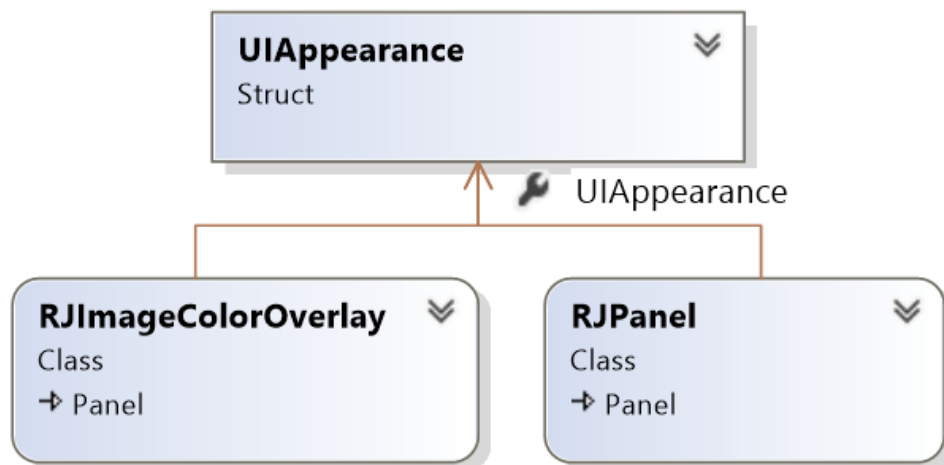 UIAppearance
Struct
UIAppearance
RJImageColorOverlay
Class
Panel
RJPanel
Class
Panel